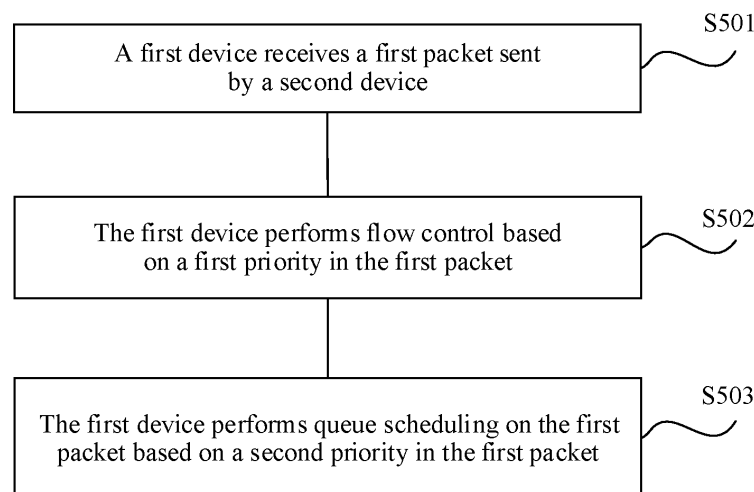 S501
A first device receives a first packet sent
by a second device
S502
The first device performs flow control based
on a first priority in the first packet
S503
The first device performs queue scheduling on the first
packet based on a second priority in the first packet